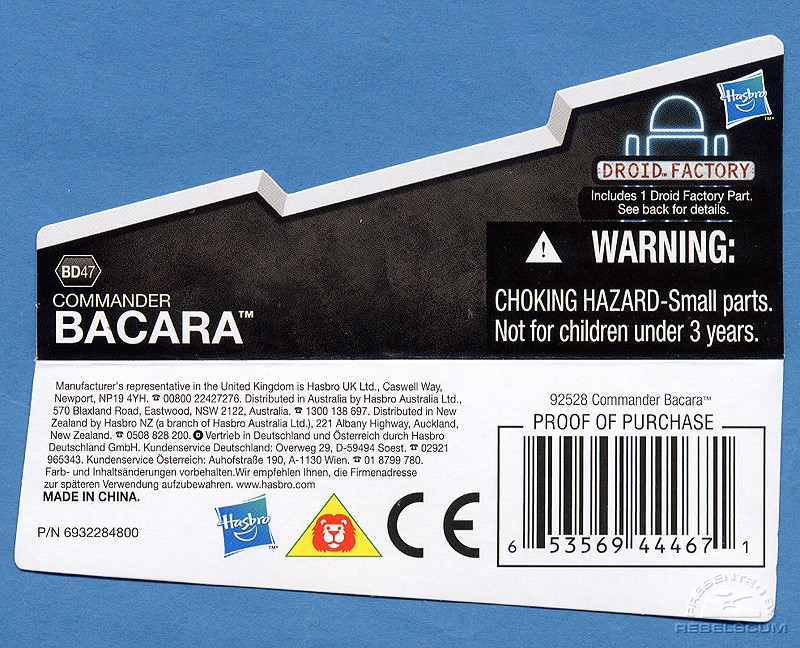 Hasbro
™
DROID™ FACTORY
Includes 1 Droid Factory Part.
See back for details.
⚠ WARNING:
CHOKING HAZARD-Small parts.
Not for children under 3 years.
BD47
COMMANDER
BACARA™
Manufacturer's representative in the United Kingdom is Hasbro UK Ltd., Caswell Way,
Newport, NP19 4YH. ☎ 00800 22427276. Distributed in Australia by Hasbro Australia Ltd.,
570 Blaxland Road, Eastwood, NSW 2122, Australia. ☎ 1300 138 697. Distributed in New
Zealand by Hasbro NZ (a branch of Hasbro Australia Ltd.), 221 Albany Highway, Auckland,
New Zealand. ☎ 0508 828 200. D Vertrieb in Deutschland und Österreich durch Hasbro
Deutschland GmbH. Kundenservice Deutschland: Overweg 29, D-59494 Soest. ☎ 02921
965343. Kundenservice Österreich: Auhofstraße 190, A-1130 Wien. ☎ 01 8799 780.
Farb- und Inhaltsänderungen vorbehalten.Wir empfehlen Ihnen, die Firmenadresse
zur späteren Verwendung aufzubewahren. www.hasbro.com
MADE IN CHINA.
P/N 6932284800
Hasbro
™
CE
92528 Commander Bacara™
PROOF OF PURCHASE
6 53569 44467 1
PRESENTED BY
REBELSCUM